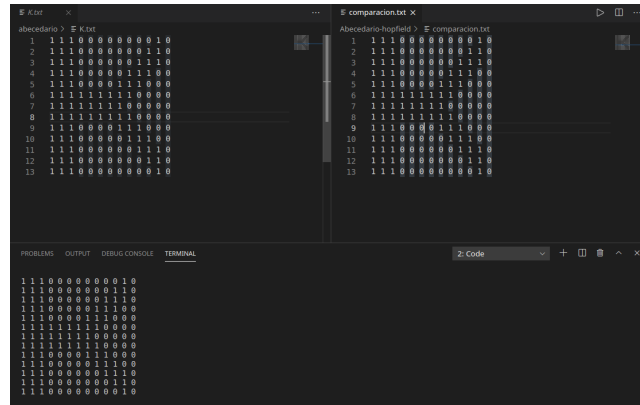 K.txt ×
abecedario > K.txt
1 1 1 1 0 0 0 0 0 0 0 0 1 0
2 1 1 1 0 0 0 0 0 0 0 1 1 0
3 1 1 1 0 0 0 0 0 0 1 1 1 0
4 1 1 1 0 0 0 0 0 1 1 1 0 0
5 1 1 1 0 0 0 0 1 1 1 0 0 0
6 1 1 1 1 1 1 1 1 1 0 0 0 0
7 1 1 1 1 1 1 1 1 0 0 0 0 0
8 1 1 1 1 1 1 1 1 1 0 0 0 0
9 1 1 1 0 0 0 0 1 1 1 0 0 0
10 1 1 1 0 0 0 0 0 1 1 1 0 0
11 1 1 1 0 0 0 0 0 0 1 1 1 0
12 1 1 1 0 0 0 0 0 0 0 1 1 0
13 1 1 1 0 0 0 0 0 0 0 0 1 0
comparacion.txt ×
Abecedario-hopfield > comparacion.txt
1 1 1 1 0 0 0 0 0 0 0 0 1 0
2 1 1 1 0 0 0 0 0 0 0 1 1 0
3 1 1 1 0 0 0 0 0 0 1 1 1 0
4 1 1 1 0 0 0 0 0 1 1 1 0 0
5 1 1 1 0 0 0 0 1 1 1 0 0 0
6 1 1 1 1 1 1 1 1 1 0 0 0 0
7 1 1 1 1 1 1 1 1 0 0 0 0 0
8 1 1 1 1 1 1 1 1 1 0 0 0 0
9 1 1 1 0 0 0 0 1 1 1 0 0 0
10 1 1 1 0 0 0 0 0 1 1 1 0 0
11 1 1 1 0 0 0 0 0 0 1 1 1 0
12 1 1 1 0 0 0 0 0 0 0 1 1 0
13 1 1 1 0 0 0 0 0 0 0 0 1 0
PROBLEMS OUTPUT DEBUG CONSOLE TERMINAL
2: Code
1 1 1 0 0 0 0 0 0 0 0 1 0
1 1 1 0 0 0 0 0 0 0 1 1 0
1 1 1 0 0 0 0 0 0 1 1 1 0
1 1 1 0 0 0 0 0 1 1 1 0 0
1 1 1 0 0 0 0 1 1 1 0 0 0
1 1 1 1 1 1 1 1 1 0 0 0 0
1 1 1 1 1 1 1 1 0 0 0 0 0
1 1 1 1 1 1 1 1 1 0 0 0 0
1 1 1 0 0 0 0 1 1 1 0 0 0
1 1 1 0 0 0 0 0 1 1 1 0 0
1 1 1 0 0 0 0 0 0 1 1 1 0
1 1 1 0 0 0 0 0 0 0 1 1 0
1 1 1 0 0 0 0 0 0 0 0 1 0